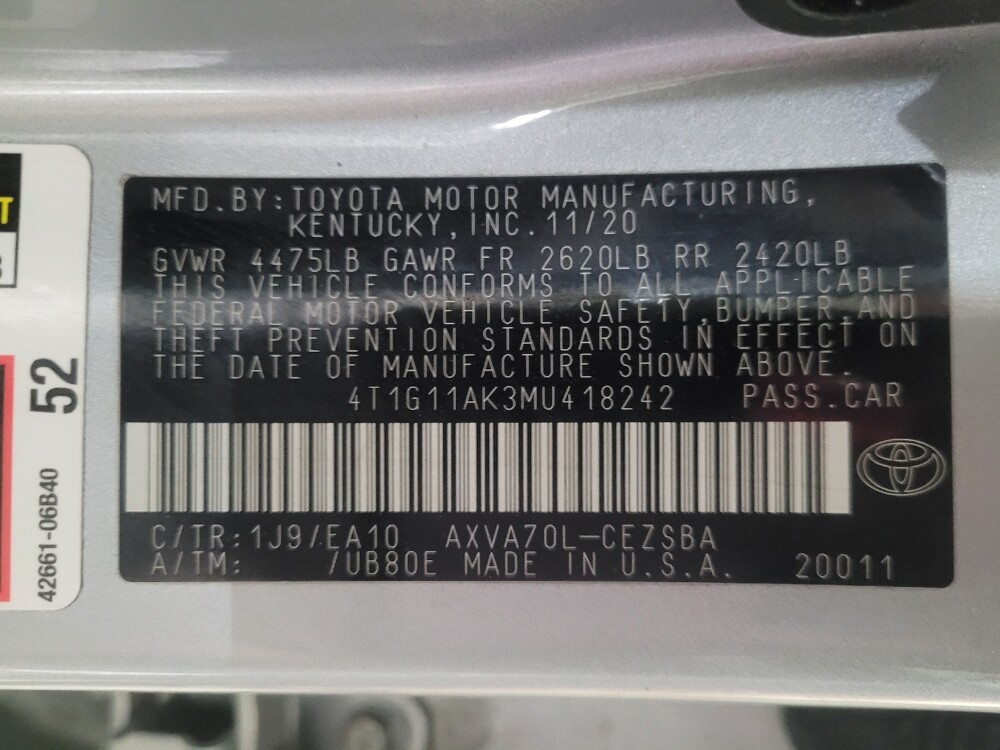 MFD.BY:TOYOTA MOTOR MANUFACTURING,
KENTUCKY,INC.11/20
GVWR 4475LB GAWR FR 2620LB RR 2420LB
THIS VEHICLE CONFORMS TO ALL APPLICABLE
FEDERAL MOTOR VEHICLE SAFETY,BUMPER,AND
THEFT PREVENTION STANDARDS IN EFFECT ON
THE DATE OF MANUFACTURE SHOWN ABOVE.
4T1G11AK3MU418242 PASS.CAR
C/TR:1J9/EA10 AXVA70L-CEZSBA
A/TM: /UB80E MADE IN U.S.A. 20011
52
42661-06B40
T